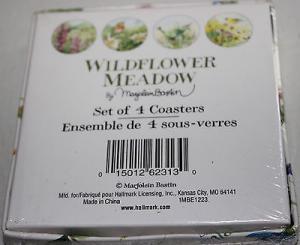 WILDFLOWER
MEADOW
by Marjolein Bastin
Set of 4 Coasters
Ensemble de 4 sous-verres
0 15012 62313 0
© Marjolein Bastin
Mfd. for/Fabriqué pour Hallmark Licensing, Inc., Kansas City, MO 64141
Made in China 1MBE1223
www.hallmark.com